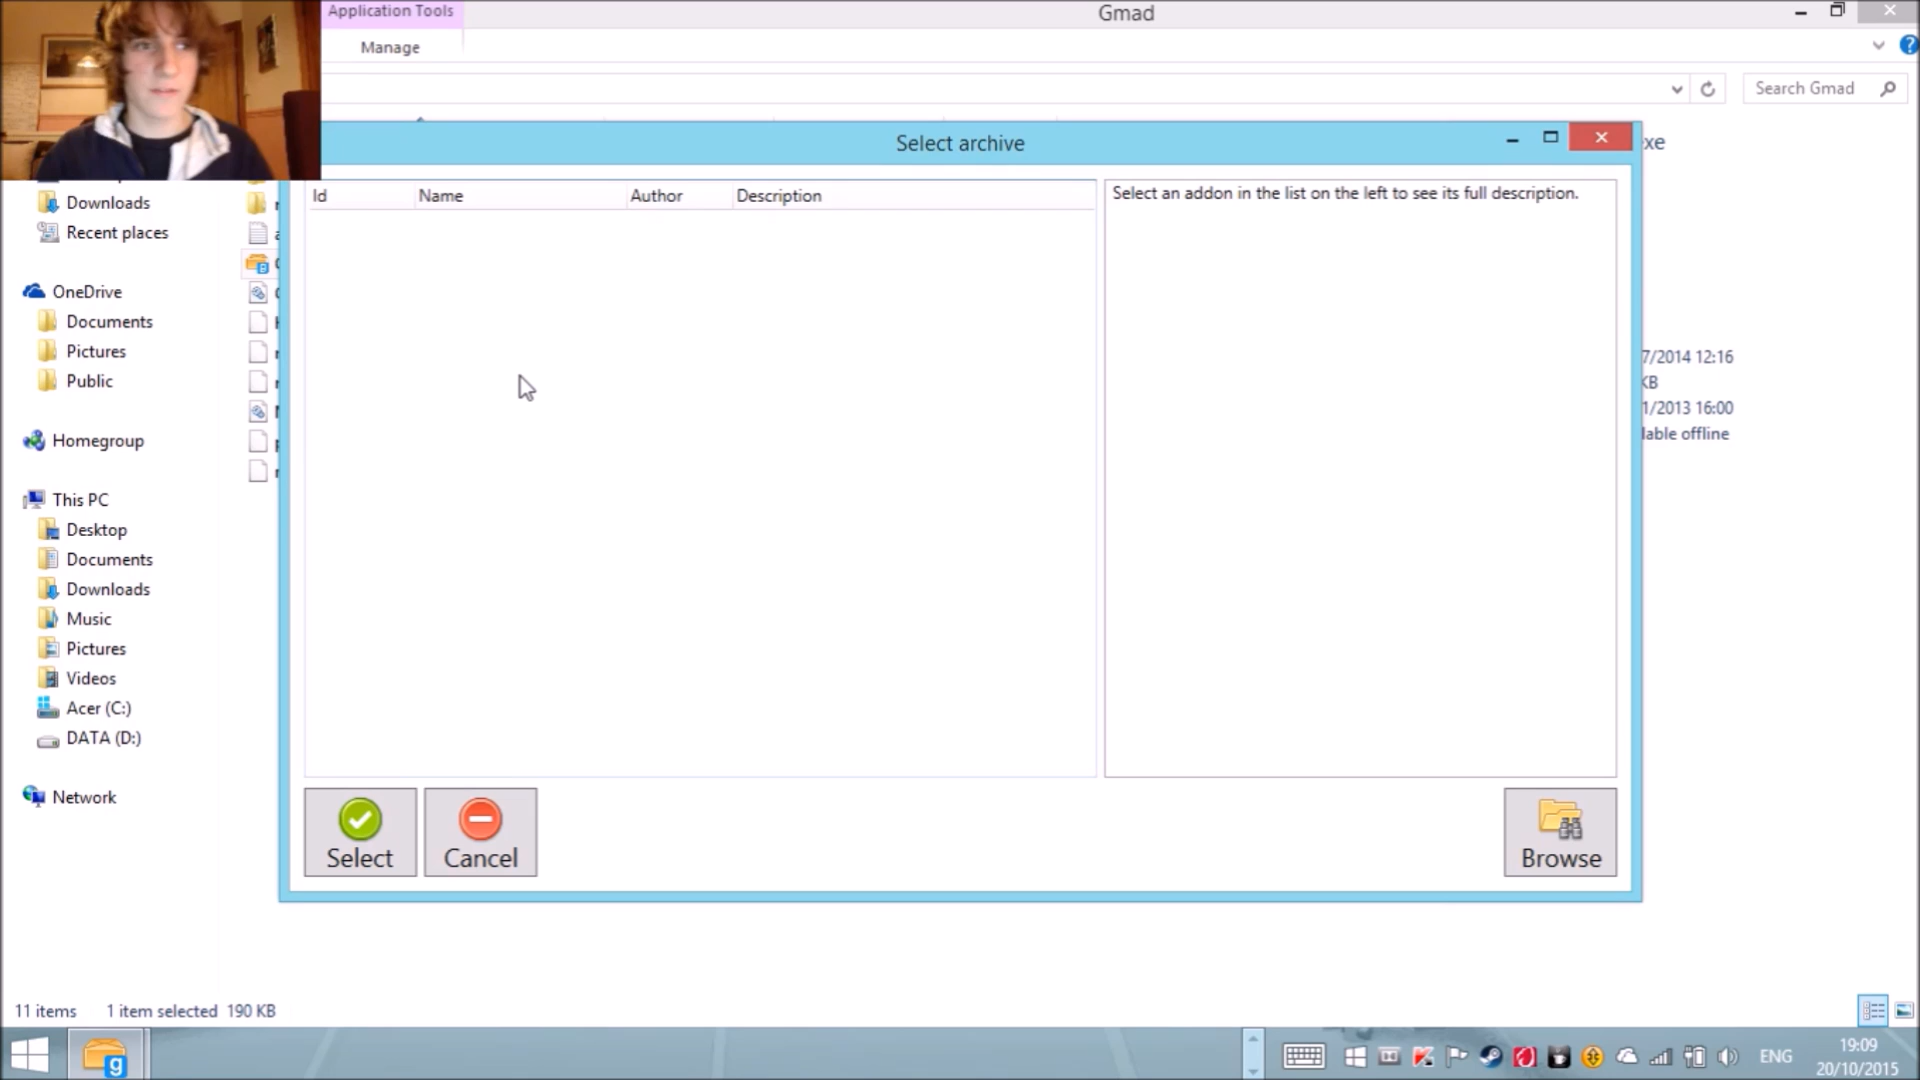 Application Tools
Gmad
Manage
Search Gmad
Select archive
xe
Id Name Author Description
Select an addon in the list on the left to see its full description.
Downloads
Recent places
OneDrive
Documents
Pictures
Public
7/2014 12:16
KB
1/2013 16:00
lable offline
Homegroup
This PC
Desktop
Documents
Downloads
Music
Pictures
Videos
Acer (C:)
DATA (D:)
Network
Select
Cancel
Browse
11 items 1 item selected 190 KB
ENG
19:09
20/10/2015